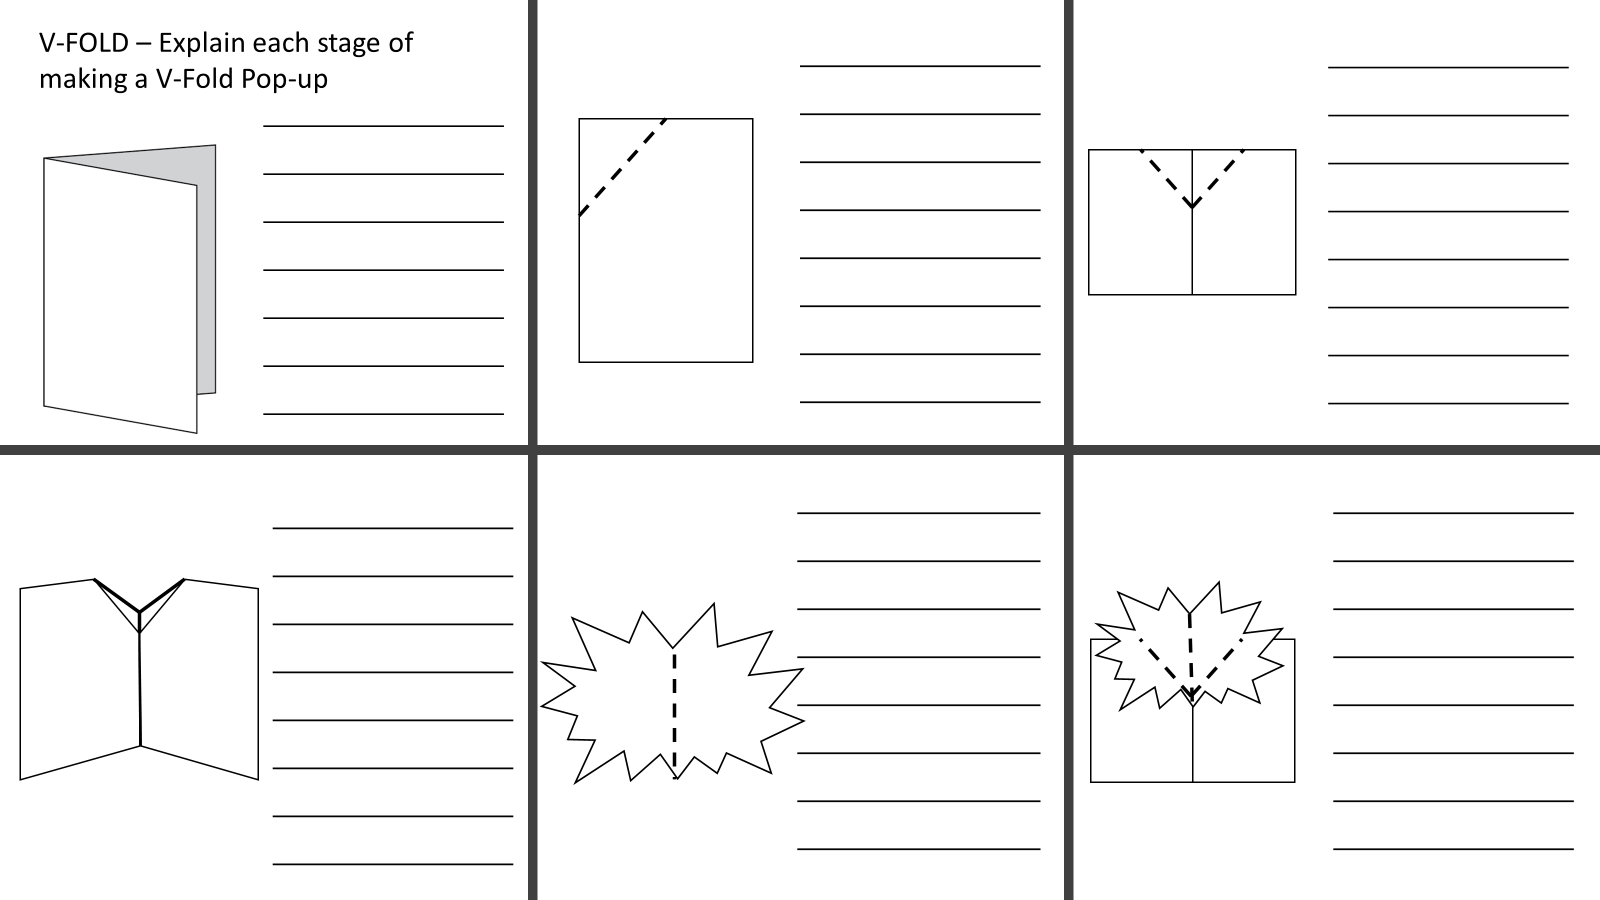 V-FOLD – Explain each stage of
making a V-Fold Pop-up